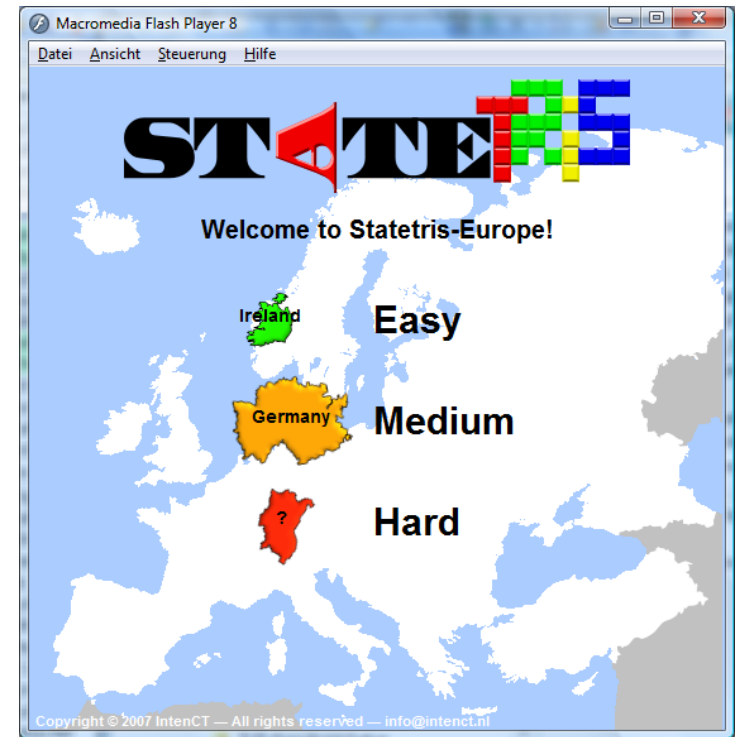 Macromedia Flash Player 8
Datei Ansicht Steuerung Hilfe
STATETRIS
Welcome to Statetris-Europe!
Ireland
Easy
Germany
Medium
?
Hard
Copyright © 2007 IntenCT — All rights reserved — info@intenct.nl